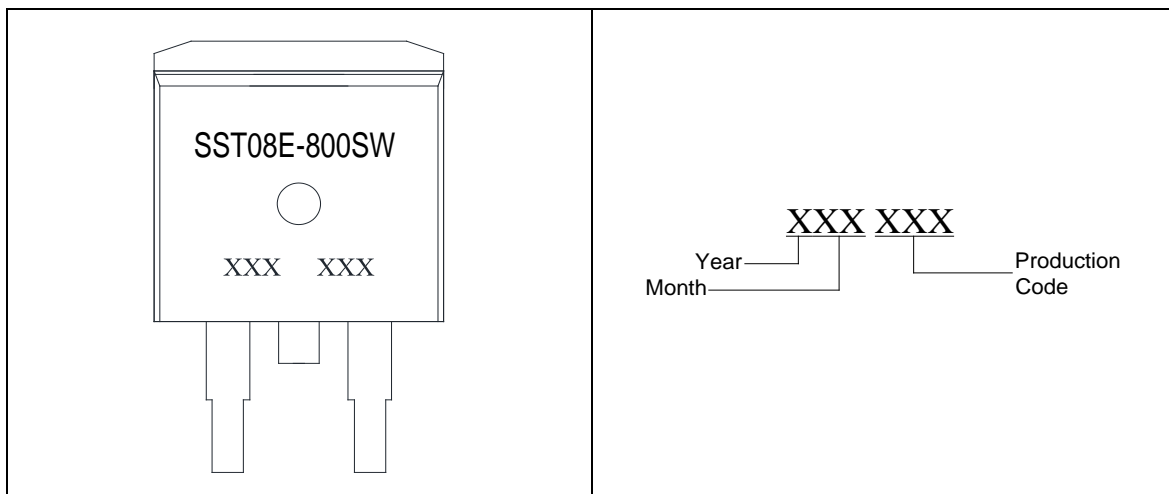 SST08E-800SW
XXX XXX
XXX XXX
Year
Month
Production
Code